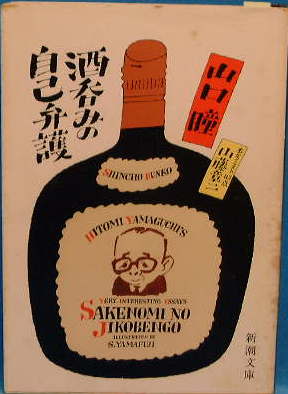 酒呑みの
自己弁護
山口瞳
山藤章二
SHINCHO BUNKO
HITOMI YAMAGUCHI'S
VERY INTERESTING ESSAYS
SAKENOMI NO
JIKOBENGO
ILLUSTRATED BY
S.YAMAFUJI
新潮文庫